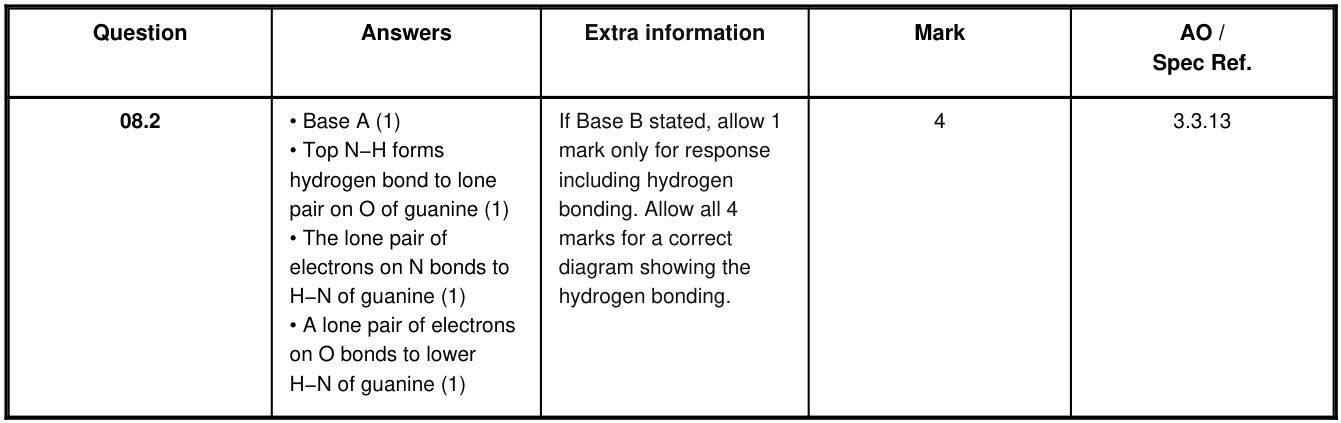 Question Answers Extra information Mark AO /
Spec Ref.
08.2
• Base A (1)
• Top N–H forms
hydrogen bond to lone
pair on O of guanine (1)
• The lone pair of
electrons on N bonds to
H–N of guanine (1)
• A lone pair of electrons
on O bonds to lower
H–N of guanine (1)
If Base B stated, allow 1
mark only for response
including hydrogen
bonding. Allow all 4
marks for a correct
diagram showing the
hydrogen bonding.
4
3.3.13